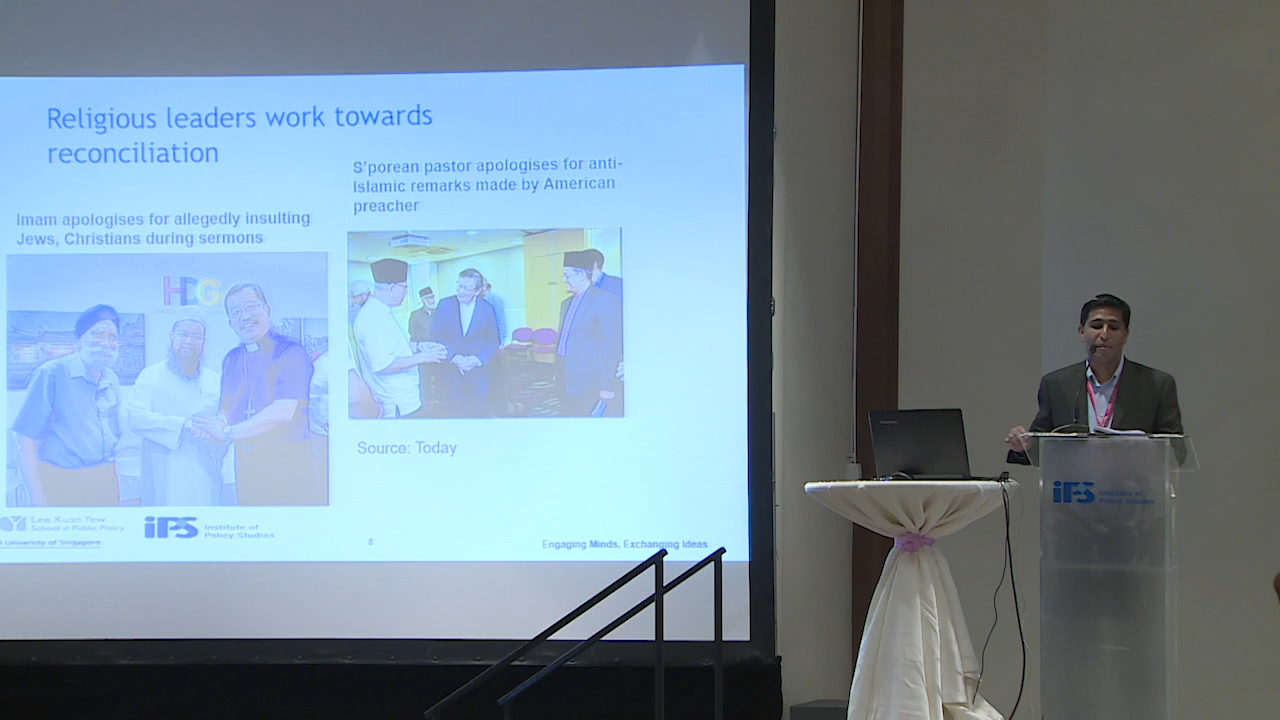 Religious leaders work towards
reconciliation
S'porean pastor apologises for anti-
Islamic remarks made by American
preacher
Imam apologises for allegedly insulting
Jews, Christians during sermons
HDG
Source: Today
Lee Kuan Yew
School of Public Policy
University of Singapore
iPS
Institute of
Policy Studies
8
Engaging Minds, Exchanging Ideas
iPS
Institute of
Policy Studies